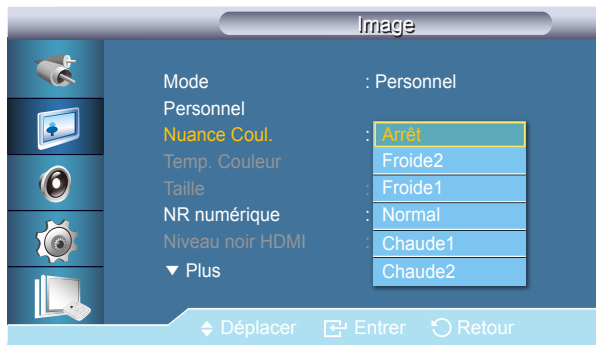 Image
Mode : Personnel
Personnel
Nuance Coul. : Arrêt
Temp. Couleur Froide2
Taille : Froide1
NR numérique : Normal
Niveau noir HDMI : Chaude1
▼ Plus Chaude2
Déplacer Entrer Retour